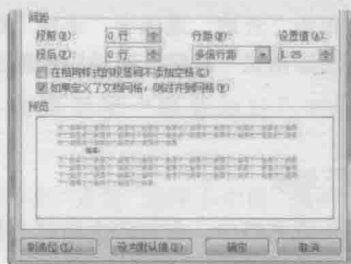 间距
段前(B): 0 行 行距(N): 设置值(A):
段后(F): 0 行 多倍行距 1.25
在相同样式的段落间不添加空格(C)
如果定义了文档网格，则对齐到网格(W)
预览
制表位(T)... 设为默认值(D) 确定 取消